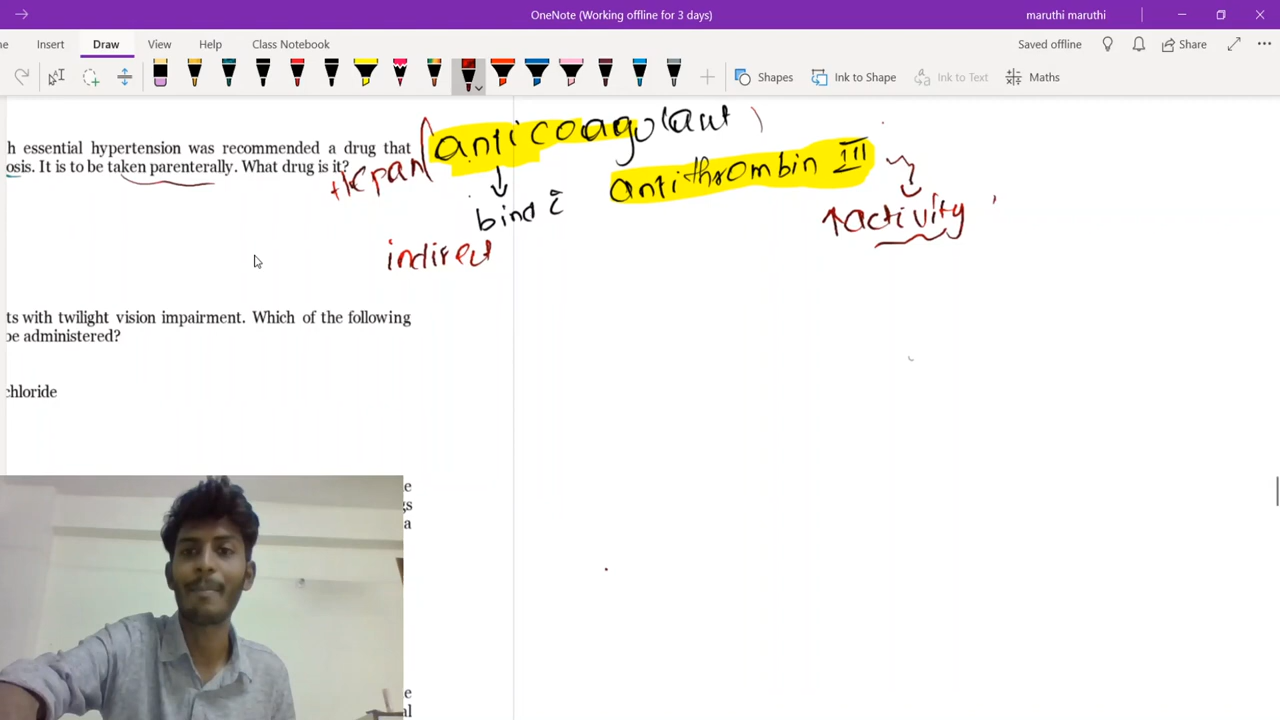 OneNote (Working offline for 3 days)
maruthi maruthi
Insert Draw View Help Class Notebook
Saved offline Share
Shapes Ink to Shape Ink to Text Maths
anticoagulant
h essential hypertension was recommended a drug that
antithrombin III
osis. It is to be taken parenterally. What drug is it?
bind c̄
↑activity
indirect
ts with twilight vision impairment. Which of the following
be administered?
chloride